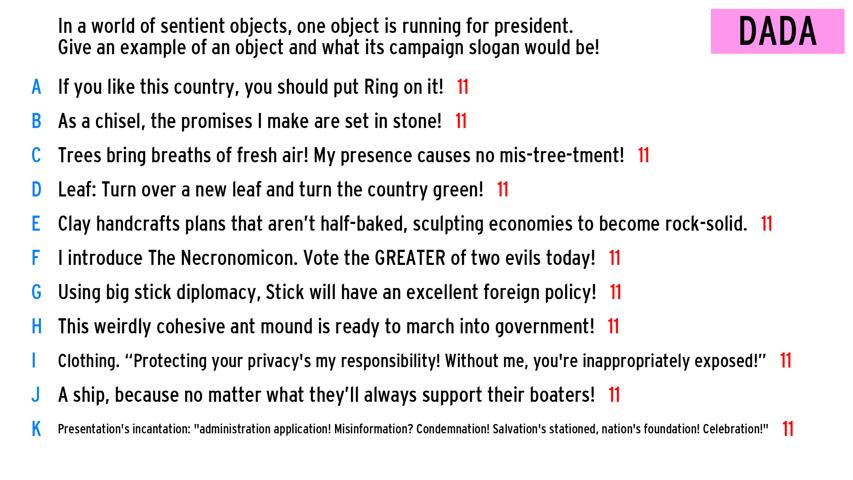 In a world of sentient objects, one object is running for president.
Give an example of an object and what its campaign slogan would be!
DADA
A If you like this country, you should put Ring on it! 11
B As a chisel, the promises I make are set in stone! 11
C Trees bring breaths of fresh air! My presence causes no mis-tree-tment! 11
D Leaf: Turn over a new leaf and turn the country green! 11
E Clay handcrafts plans that aren’t half-baked, sculpting economies to become rock-solid. 11
F I introduce The Necronomicon. Vote the GREATER of two evils today! 11
G Using big stick diplomacy, Stick will have an excellent foreign policy! 11
H This weirdly cohesive ant mound is ready to march into government! 11
I Clothing. “Protecting your privacy's my responsibility! Without me, you're inappropriately exposed!” 11
J A ship, because no matter what they’ll always support their boaters! 11
K Presentation's incantation: "administration application! Misinformation? Condemnation! Salvation's stationed, nation's foundation! Celebration!" 11